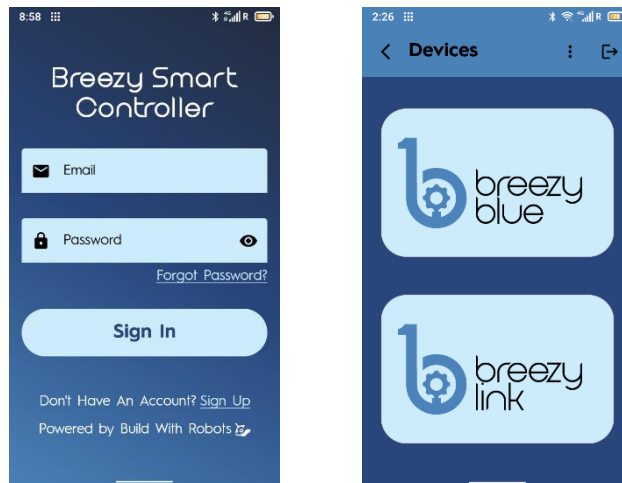 8:58
R
Breezy Smart
Controller
Email
Password
Forgot Password?
Sign In
Don't Have An Account? Sign Up
Powered by Build With Robots
2:26
R
Devices
breezy
blue
breezy
link